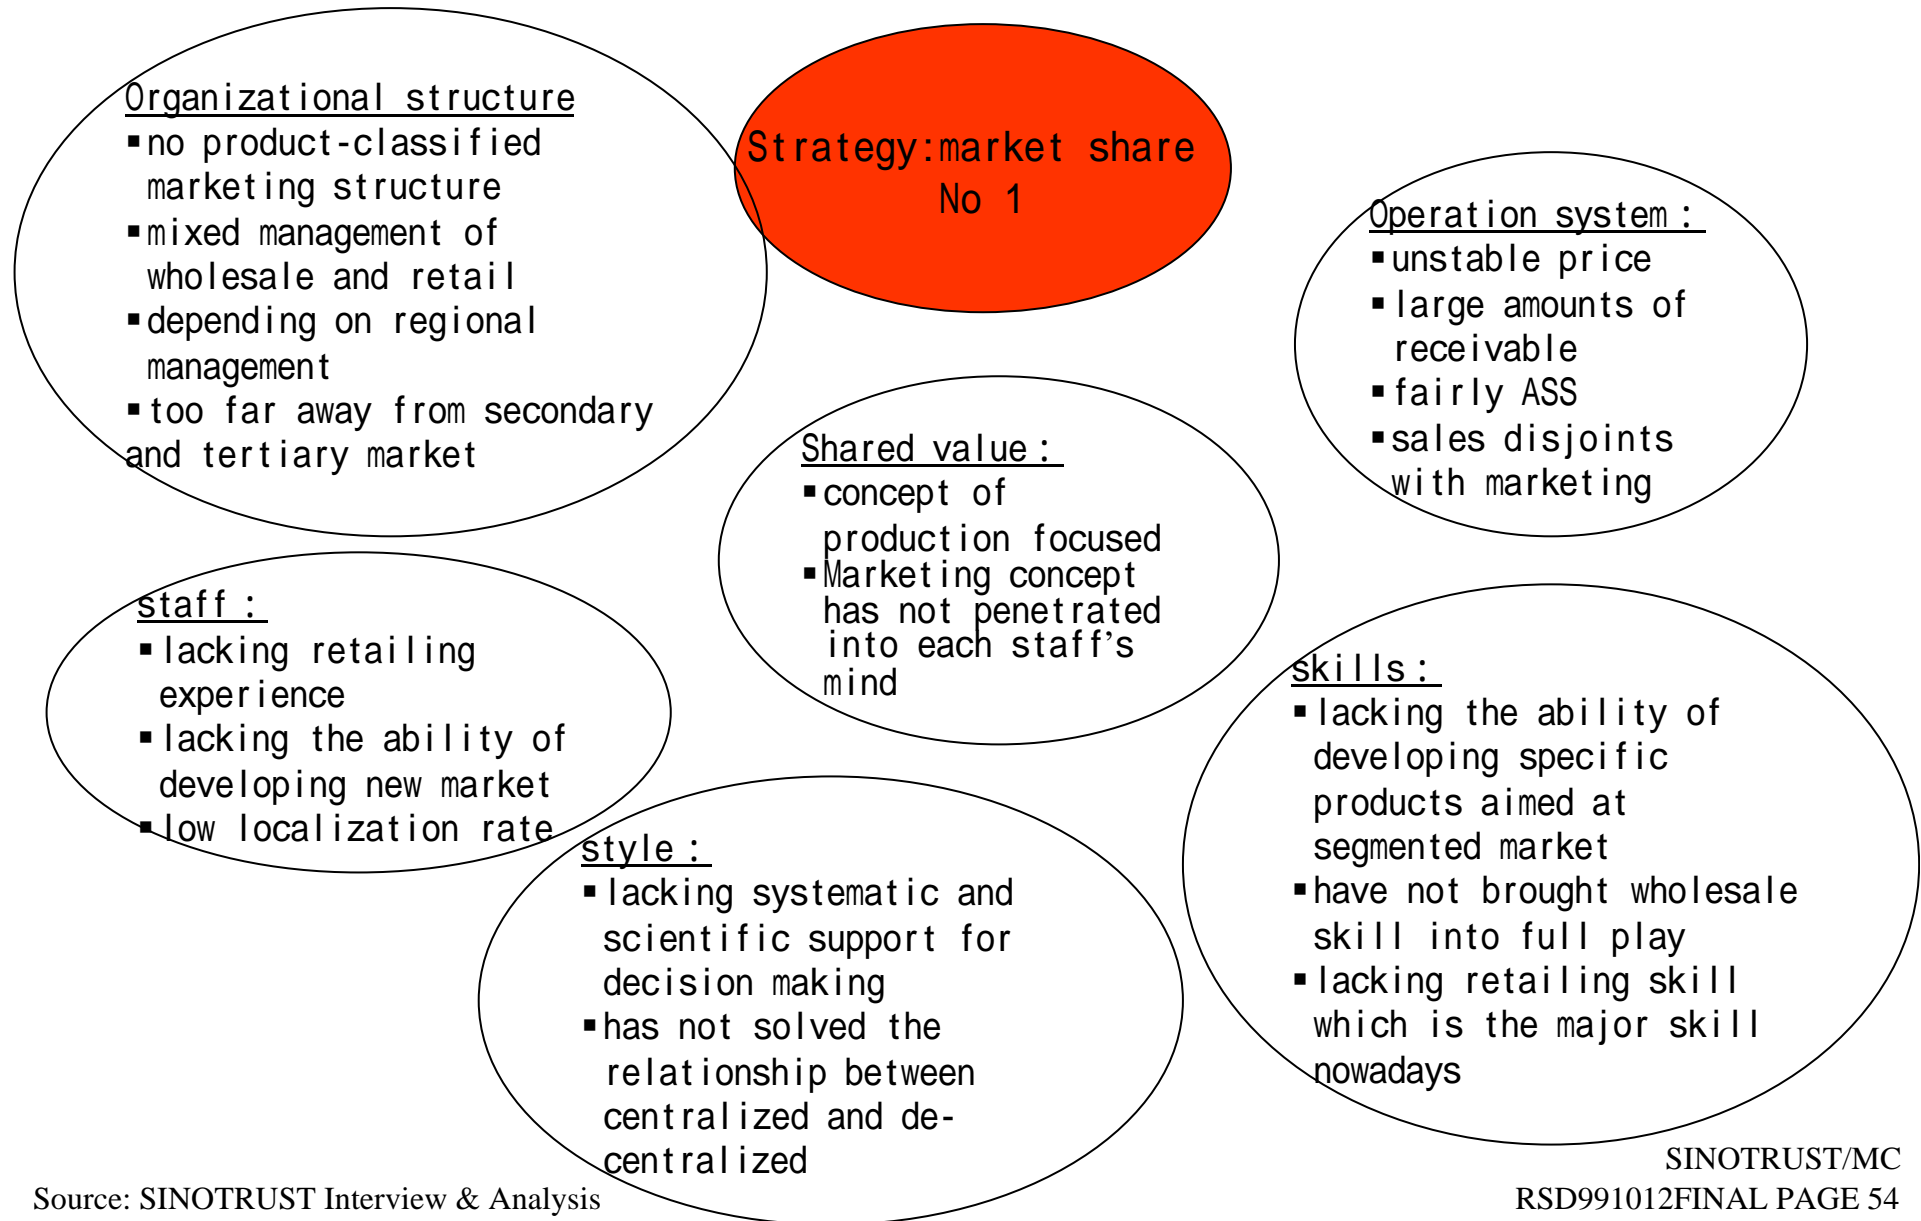 Organizational structure
▪no product-classified
marketing structure
▪mixed management of
wholesale and retail
▪depending on regional
management
▪too far away from secondary
and tertiary market
Strategy:market share
No 1
Operation system:
▪unstable price
▪large amounts of
receivable
▪fairly ASS
▪sales disjoints
with marketing
Shared value:
▪concept of
production focused
▪Marketing concept
has not penetrated
into each staff’s
mind
staff:
▪lacking retailing
experience
▪lacking the ability of
developing new market
▪low localization rate
style:
▪lacking systematic and
scientific support for
decision making
▪has not solved the
relationship between
centralized and de-
centralized
skills:
▪lacking the ability of
developing specific
products aimed at
segmented market
▪have not brought wholesale
skill into full play
▪lacking retailing skill
which is the major skill
nowadays
Source: SINOTRUST Interview & Analysis
SINOTRUST/MC
RSD991012FINAL PAGE 54